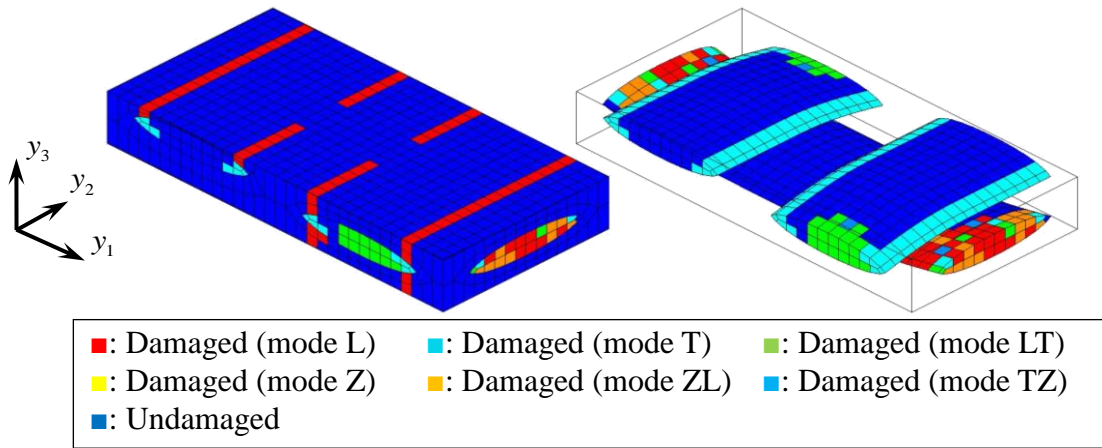 y3
y2
y1
■: Damaged (mode L) ■: Damaged (mode T) ■: Damaged (mode LT)
■: Damaged (mode Z) ■: Damaged (mode ZL) ■: Damaged (mode TZ)
■: Undamaged